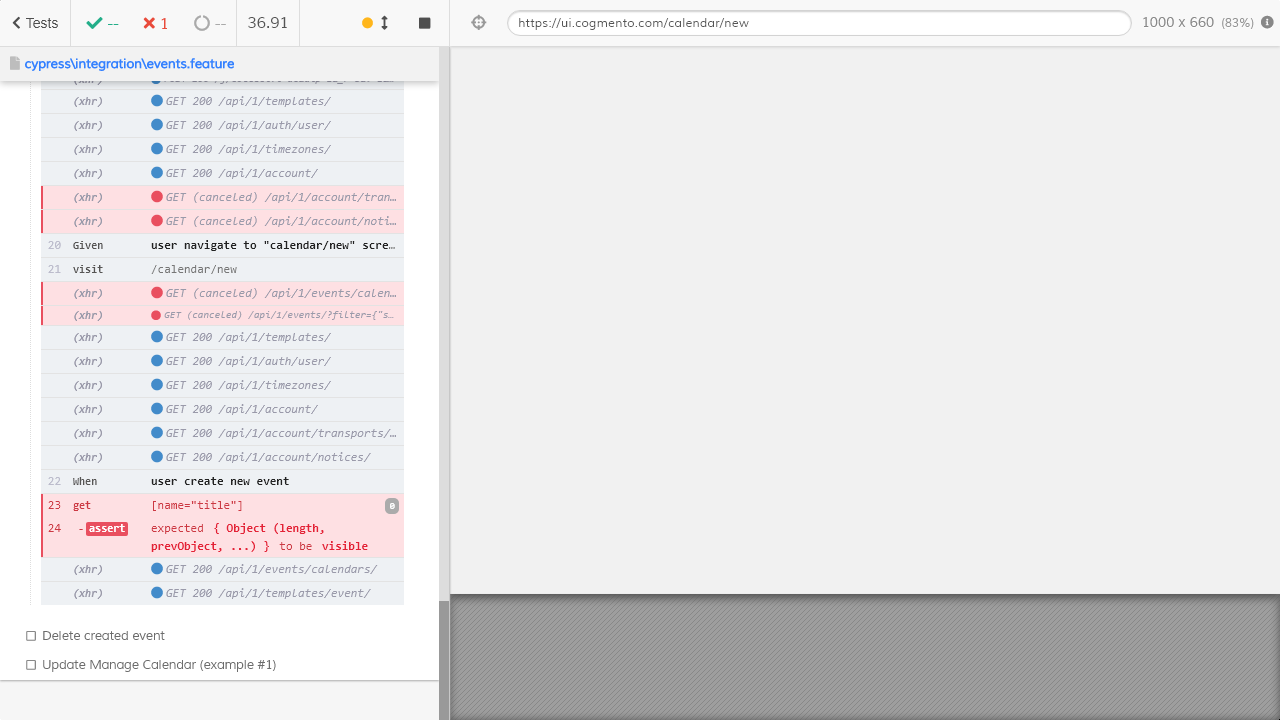 Tests -- 1 -- 36.91
https://ui.cogmento.com/calendar/new 1000 x 660 (83%)
cypress\integration\events.feature
(xhr) GET 200 /api/1/templates/
(xhr) GET 200 /api/1/auth/user/
(xhr) GET 200 /api/1/timezones/
(xhr) GET 200 /api/1/account/
(xhr) GET (canceled) /api/1/account/tran…
(xhr) GET (canceled) /api/1/account/noti…
20 Given user navigate to "calendar/new" scre…
21 visit /calendar/new
(xhr) GET (canceled) /api/1/events/calen…
(xhr) GET (canceled) /api/1/events/?filter={"s…
(xhr) GET 200 /api/1/templates/
(xhr) GET 200 /api/1/auth/user/
(xhr) GET 200 /api/1/timezones/
(xhr) GET 200 /api/1/account/
(xhr) GET 200 /api/1/account/transports/…
(xhr) GET 200 /api/1/account/notices/
22 When user create new event
23 get [name="title"] 0
24 - assert expected { Object (length,
prevObject, ...) } to be visible
(xhr) GET 200 /api/1/events/calendars/
(xhr) GET 200 /api/1/templates/event/
Delete created event
Update Manage Calendar (example #1)